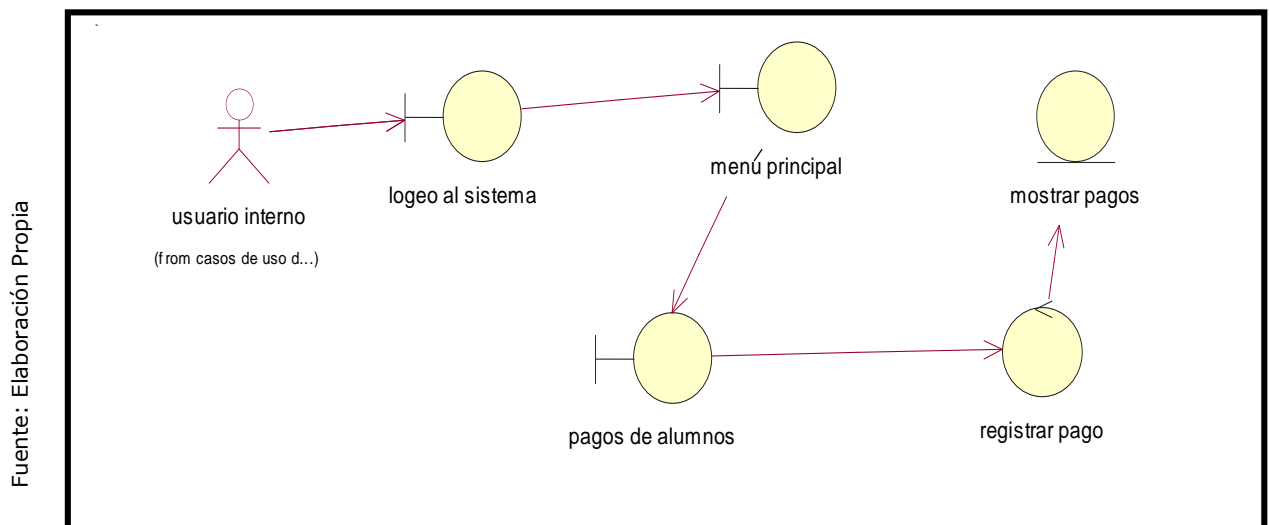 Fuente: Elaboración Propia
usuario interno
(from casos de uso d...)
logeo al sistema
menú principal
mostrar pagos
pagos de alumnos
registrar pago